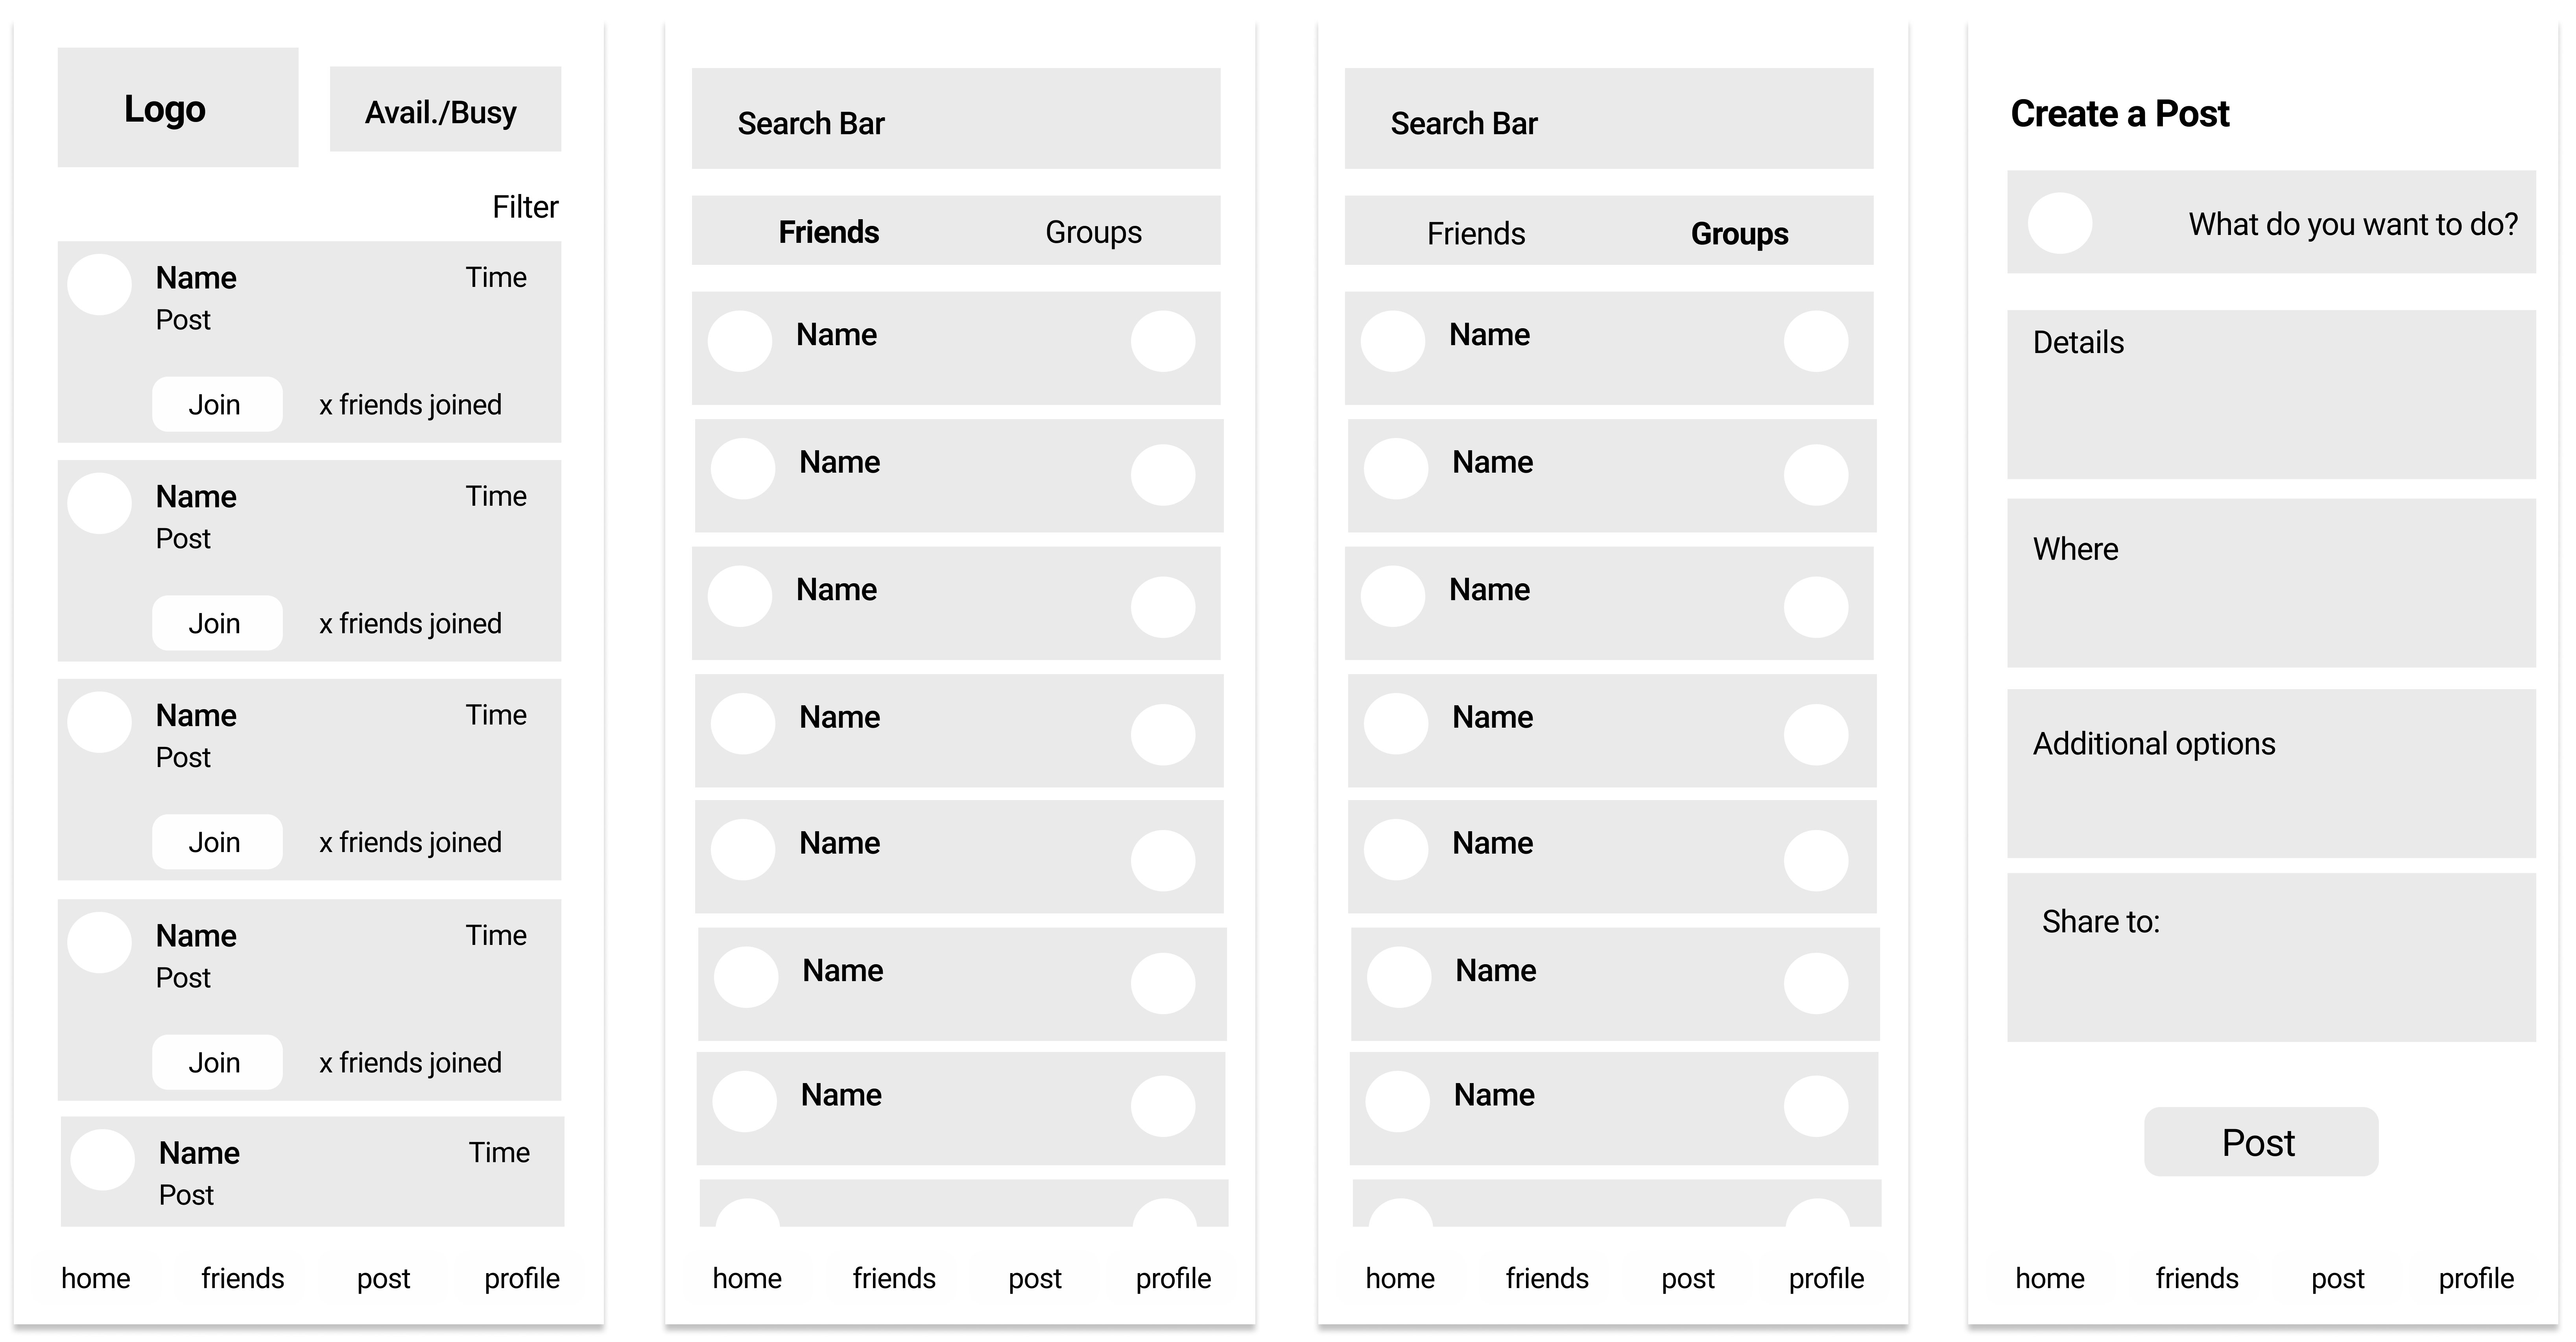 Logo
Avail./Busy
Filter
Name
Time
Post
Join
x friends joined
Name
Time
Post
Join
x friends joined
Name
Time
Post
Join
x friends joined
Name
Time
Post
Join
x friends joined
Name
Time
Post
home friends post profile
Search Bar
Friends Groups
Name
Name
Name
Name
Name
Name
Name
home friends post profile
Search Bar
Friends Groups
Name
Name
Name
Name
Name
Name
Name
home friends post profile
Create a Post
What do you want to do?
Details
Where
Additional options
Share to:
Post
home friends post profile